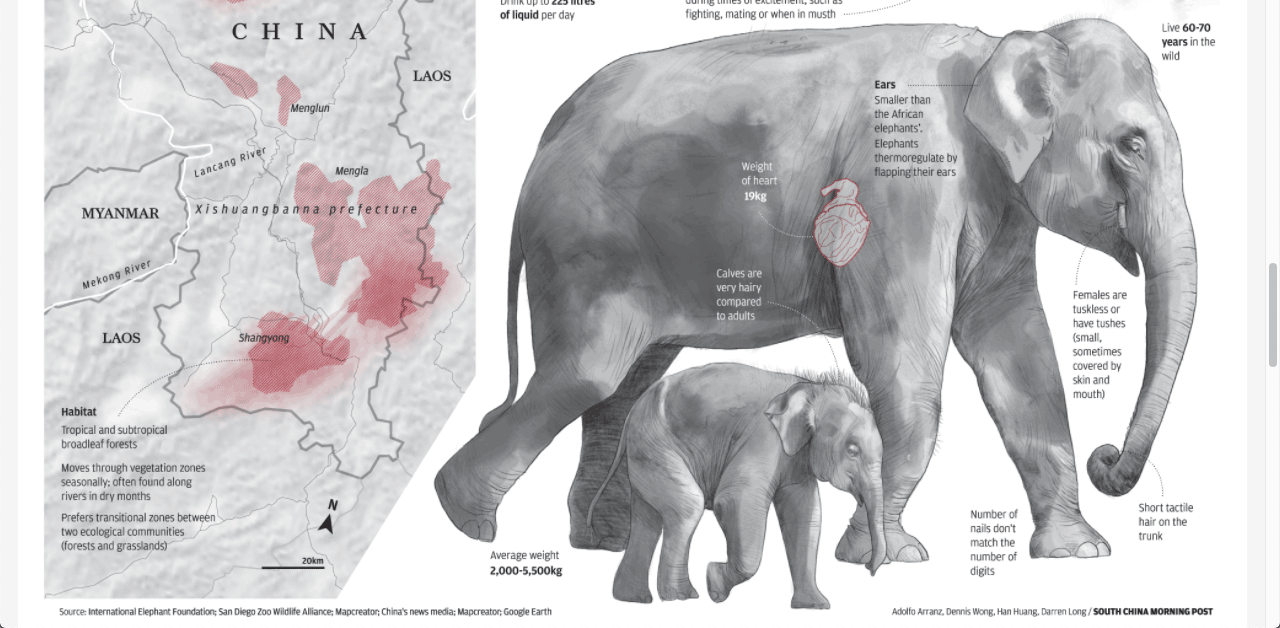 Drink up to 225 litres
of liquid per day
during times of excitement, such as
fighting, mating or when in musth
Live 60-70
years in the
wild
CHINA
LAOS
Menglun
Lancang River
Mengla
MYANMAR
Xishuangbanna prefecture
Mekong River
LAOS
Shangyong
Habitat
Tropical and subtropical
broadleaf forests
Moves through vegetation zones
seasonally; often found along
rivers in dry months
Prefers transitional zones between
two ecological communities
(forests and grasslands)
N
20km
Ears
Smaller than
the African
elephants'.
Elephants
thermoregulate by
flapping their ears
Weight
of heart
19kg
Calves are
very hairy
compared
to adults
Females are
tuskless or
have tushes
(small,
sometimes
covered by
skin and
mouth)
Short tactile
hair on the
trunk
Number of
nails don't
match the
number of
digits
Average weight
2,000-5,500kg
Source: International Elephant Foundation; San Diego Zoo Wildlife Alliance; Mapcreator; China's news media; Mapcreator; Google Earth
Adolfo Arranz, Dennis Wong, Han Huang, Darren Long / SOUTH CHINA MORNING POST